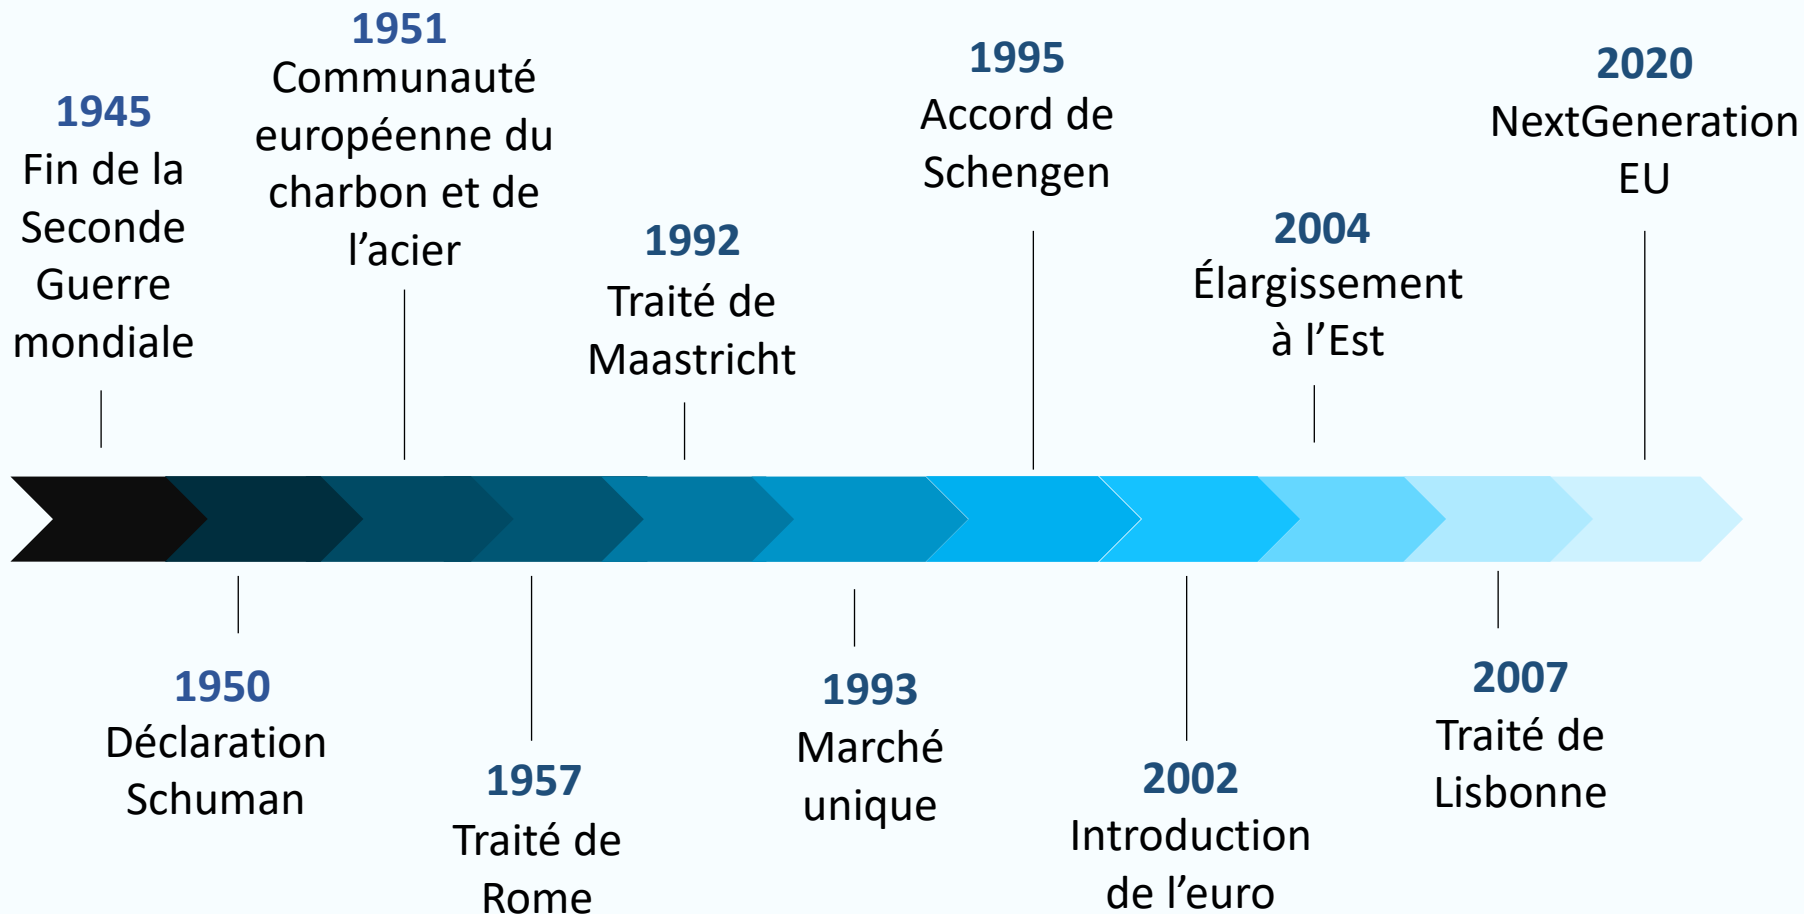 1945
Fin de la
Seconde
Guerre
mondiale
1950
Déclaration
Schuman
1951
Communauté
européenne du
charbon et de
l’acier
1957
Traité de
Rome
1992
Traité de
Maastricht
1993
Marché
unique
1995
Accord de
Schengen
2002
Introduction
de l’euro
2004
Élargissement
à l’Est
2007
Traité de
Lisbonne
2020
NextGeneration
EU